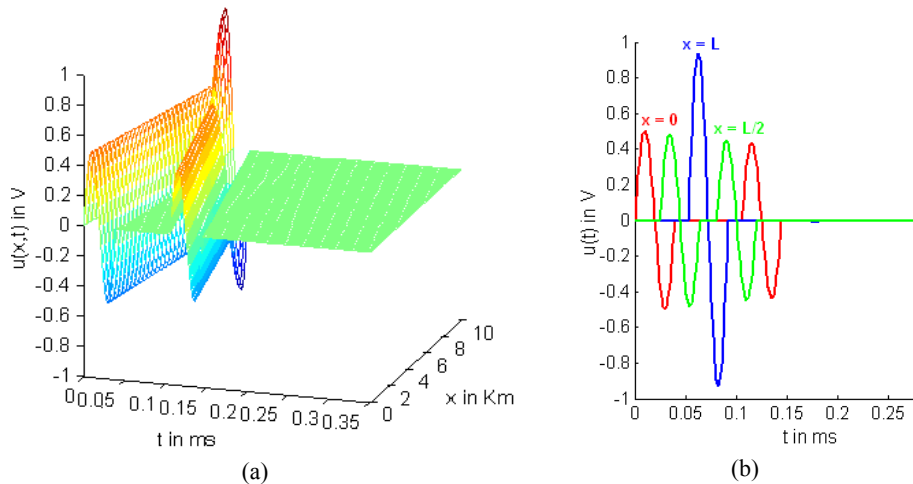 1
0.8
0.6
0.4
0.2
0
-0.2
-0.4
-0.6
-0.8
-1
u(x,t) in V
0 0.05 0.1 0.15 0.2 0.25 0.3 0.35
t in ms
0 2 4 6 8 10
x in Km
(a)
1
0.8
0.6
0.4
0.2
0
-0.2
-0.4
-0.6
-0.8
-1
u(t) in V
x = L
x = 0
x = L/2
0 0.05 0.1 0.15 0.2 0.25
t in ms
(b)